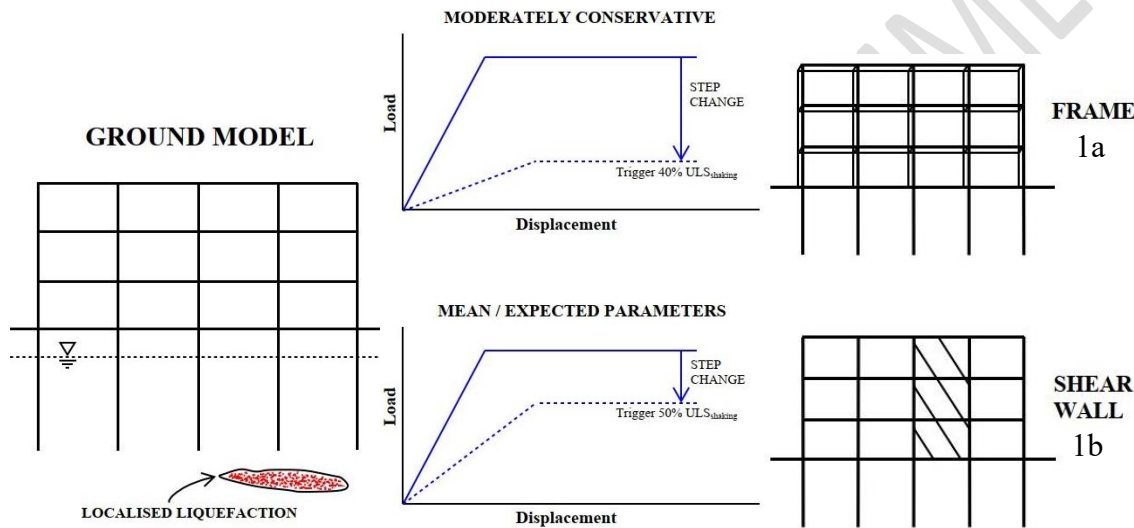 MODERATELY CONSERVATIVE
Load
STEP
CHANGE
Trigger 40% ULSshaking
Displacement
GROUND MODEL
LOCALISED LIQUEFACTION
MEAN / EXPECTED PARAMETERS
Load
STEP
CHANGE
Trigger 50% ULSshaking
Displacement
FRAME
1a
SHEAR
WALL
1b